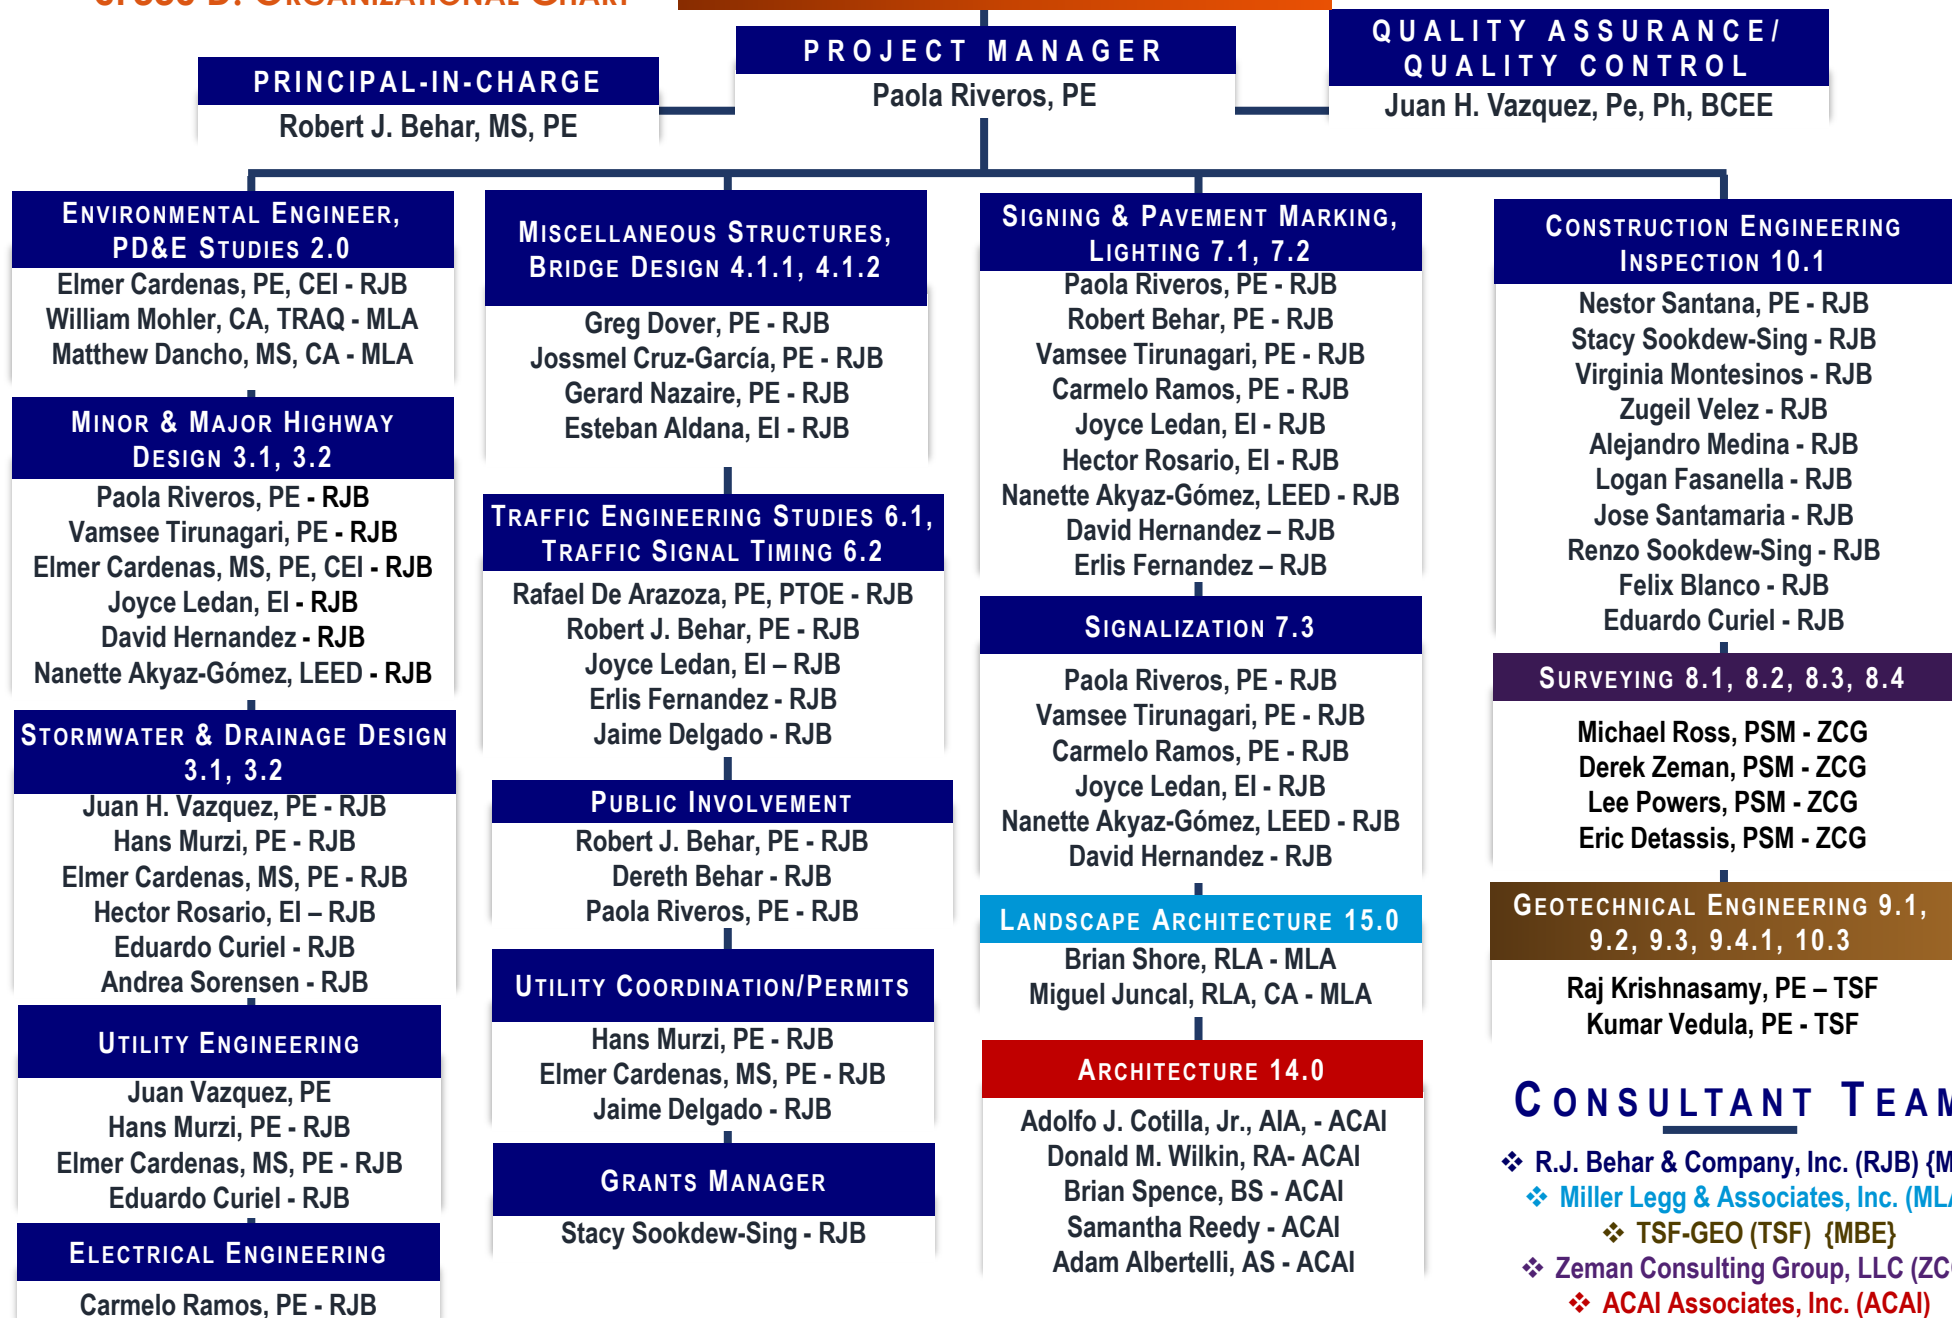 D: ORGANIZATIONAL CHART
PROJECT MANAGER
Paola Riveros, PE
PRINCIPAL-IN-CHARGE
Robert J. Behar, MS, PE
QUALITY ASSURANCE/
QUALITY CONTROL
Juan H. Vazquez, Pe, Ph, BCEE
ENVIRONMENTAL ENGINEER,
PD&E STUDIES 2.0
Elmer Cardenas, PE, CEI - RJB
William Mohler, CA, TRAQ - MLA
Matthew Dancho, MS, CA - MLA
MINOR & MAJOR HIGHWAY
DESIGN 3.1, 3.2
Paola Riveros, PE - RJB
Vamsee Tirunagari, PE - RJB
Elmer Cardenas, MS, PE, CEI - RJB
Joyce Ledan, EI - RJB
David Hernandez - RJB
Nanette Akyaz-Gómez, LEED - RJB
STORMWATER & DRAINAGE DESIGN
3.1, 3.2
Juan H. Vazquez, PE - RJB
Hans Murzi, PE - RJB
Elmer Cardenas, MS, PE - RJB
Hector Rosario, EI – RJB
Eduardo Curiel - RJB
Andrea Sorensen - RJB
UTILITY ENGINEERING
Juan Vazquez, PE
Hans Murzi, PE - RJB
Elmer Cardenas, MS, PE - RJB
Eduardo Curiel - RJB
ELECTRICAL ENGINEERING
Carmelo Ramos, PE - RJB
MISCELLANEOUS STRUCTURES,
BRIDGE DESIGN 4.1.1, 4.1.2
Greg Dover, PE - RJB
Jossmel Cruz-García, PE - RJB
Gerard Nazaire, PE - RJB
Esteban Aldana, EI - RJB
TRAFFIC ENGINEERING STUDIES 6.1,
TRAFFIC SIGNAL TIMING 6.2
Rafael De Arazoza, PE, PTOE - RJB
Robert J. Behar, PE - RJB
Joyce Ledan, EI – RJB
Erlis Fernandez - RJB
Jaime Delgado - RJB
PUBLIC INVOLVEMENT
Robert J. Behar, PE - RJB
Dereth Behar - RJB
Paola Riveros, PE - RJB
UTILITY COORDINATION/PERMITS
Hans Murzi, PE - RJB
Elmer Cardenas, MS, PE - RJB
Jaime Delgado - RJB
GRANTS MANAGER
Stacy Sookdew-Sing - RJB
SIGNING & PAVEMENT MARKING,
LIGHTING 7.1, 7.2
Paola Riveros, PE - RJB
Robert Behar, PE - RJB
Vamsee Tirunagari, PE - RJB
Carmelo Ramos, PE - RJB
Joyce Ledan, EI - RJB
Hector Rosario, EI - RJB
Nanette Akyaz-Gómez, LEED - RJB
David Hernandez – RJB
Erlis Fernandez – RJB
SIGNALIZATION 7.3
Paola Riveros, PE - RJB
Vamsee Tirunagari, PE - RJB
Carmelo Ramos, PE - RJB
Joyce Ledan, EI - RJB
Nanette Akyaz-Gómez, LEED - RJB
David Hernandez - RJB
LANDSCAPE ARCHITECTURE 15.0
Brian Shore, RLA - MLA
Miguel Juncal, RLA, CA - MLA
ARCHITECTURE 14.0
Adolfo J. Cotilla, Jr., AIA, - ACAI
Donald M. Wilkin, RA- ACAI
Brian Spence, BS - ACAI
Samantha Reedy - ACAI
Adam Albertelli, AS - ACAI
CONSTRUCTION ENGINEERING
INSPECTION 10.1
Nestor Santana, PE - RJB
Stacy Sookdew-Sing - RJB
Virginia Montesinos - RJB
Zugeil Velez - RJB
Alejandro Medina - RJB
Logan Fasanella - RJB
Jose Santamaria - RJB
Renzo Sookdew-Sing - RJB
Felix Blanco - RJB
Eduardo Curiel - RJB
SURVEYING 8.1, 8.2, 8.3, 8.4
Michael Ross, PSM - ZCG
Derek Zeman, PSM - ZCG
Lee Powers, PSM - ZCG
Eric Detassis, PSM - ZCG
GEOTECHNICAL ENGINEERING 9.1,
9.2, 9.3, 9.4.1, 10.3
Raj Krishnasamy, PE – TSF
Kumar Vedula, PE - TSF
CONSULTANT TEAM
❖ R.J. Behar & Company, Inc. (RJB) {M
❖ Miller Legg & Associates, Inc. (MLA
❖ TSF-GEO (TSF) {MBE}
❖ Zeman Consulting Group, LLC (ZC
❖ ACAI Associates, Inc. (ACAI)